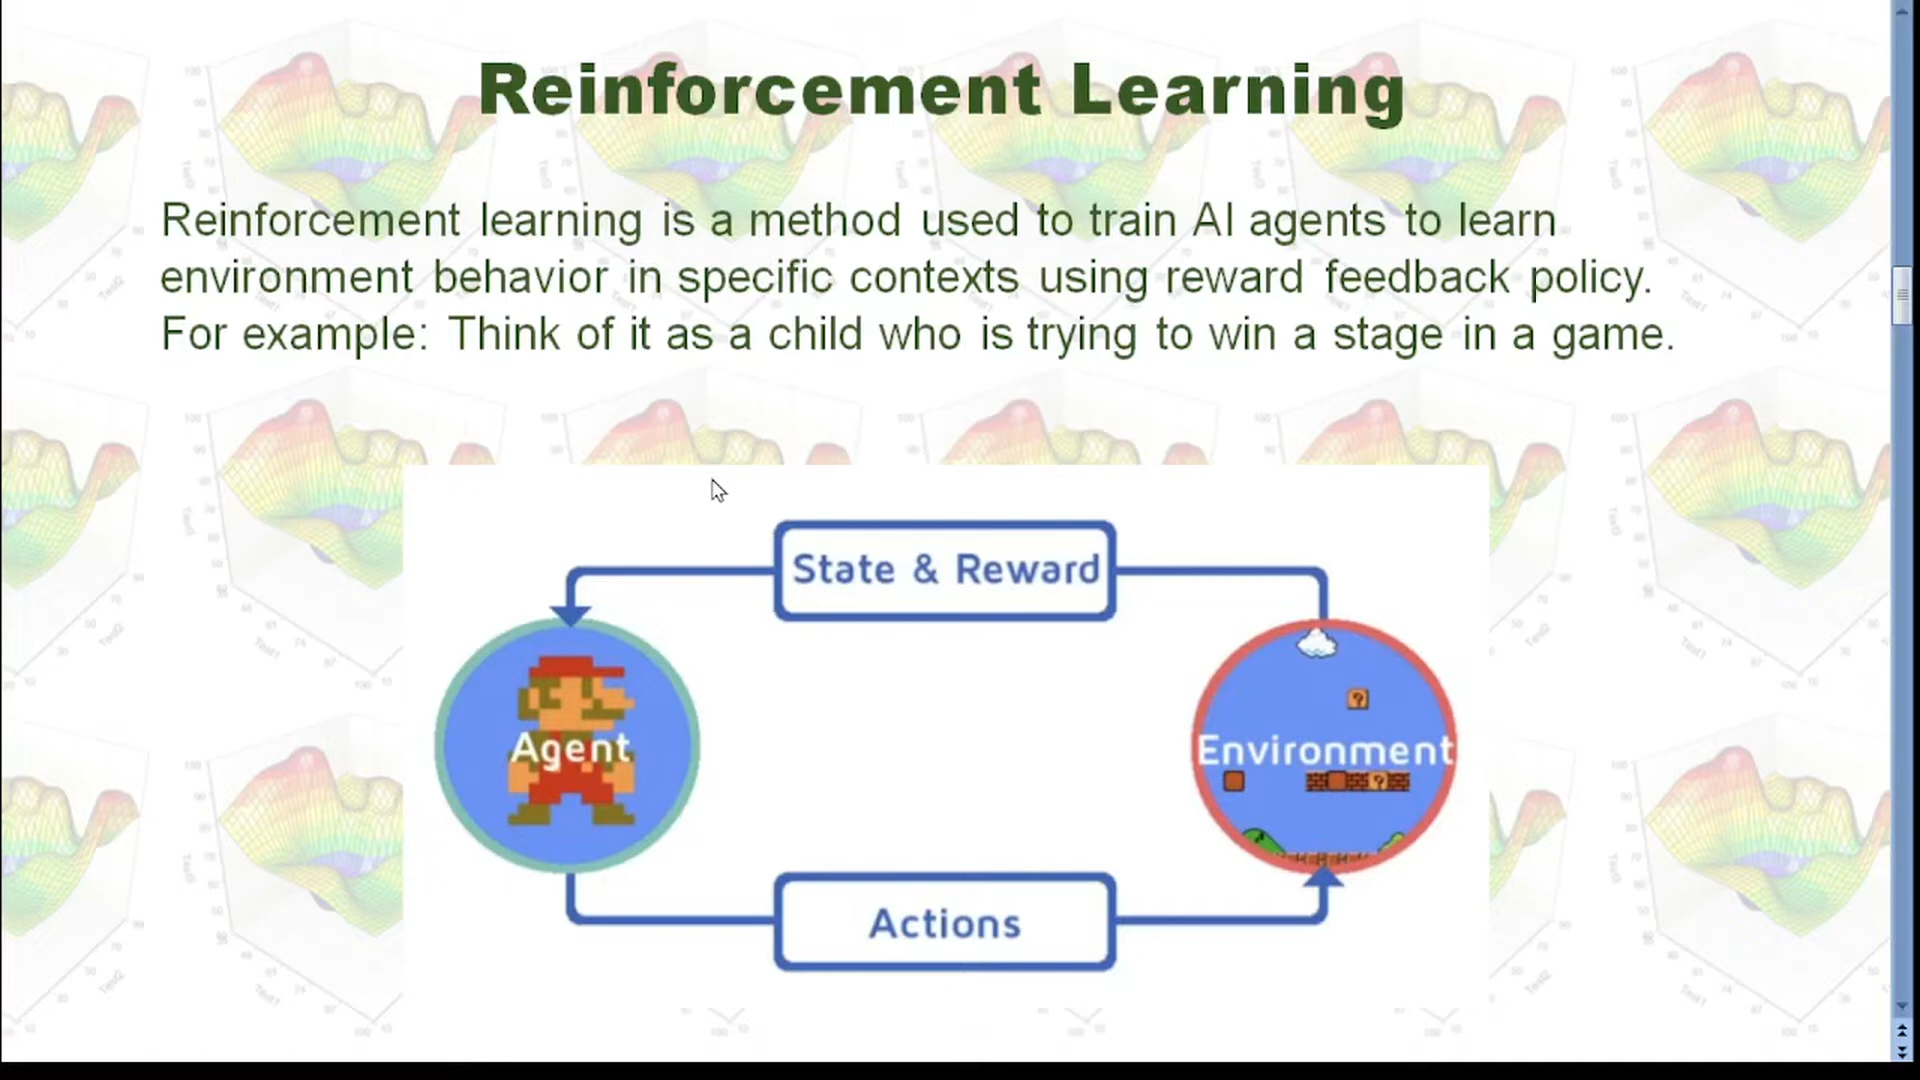 Reinforcement Learning
Reinforcement learning is a method used to train AI agents to learn
environment behavior in specific contexts using reward feedback policy.
For example: Think of it as a child who is trying to win a stage in a game.
State & Reward
Agent
Environment
Actions